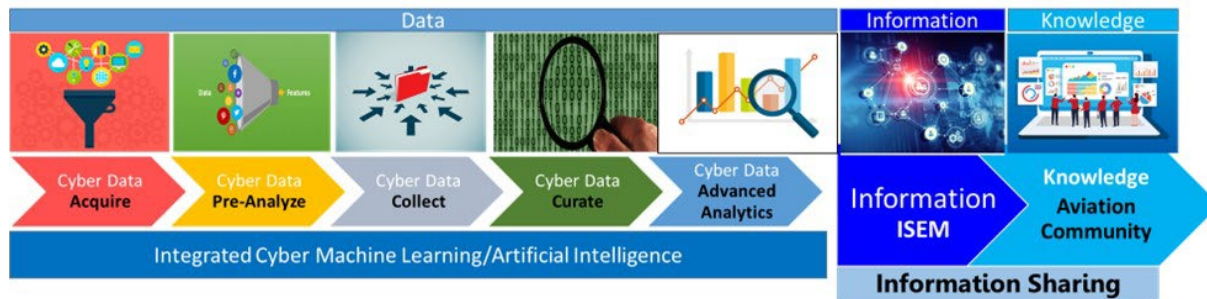 Data
Information
Knowledge
Data
Features
Cyber Data
Acquire
Cyber Data
Pre-Analyze
Cyber Data
Collect
Cyber Data
Curate
Cyber Data
Advanced
Analytics
Information
ISEM
Knowledge
Aviation
Community
Integrated Cyber Machine Learning/Artificial Intelligence
Information Sharing